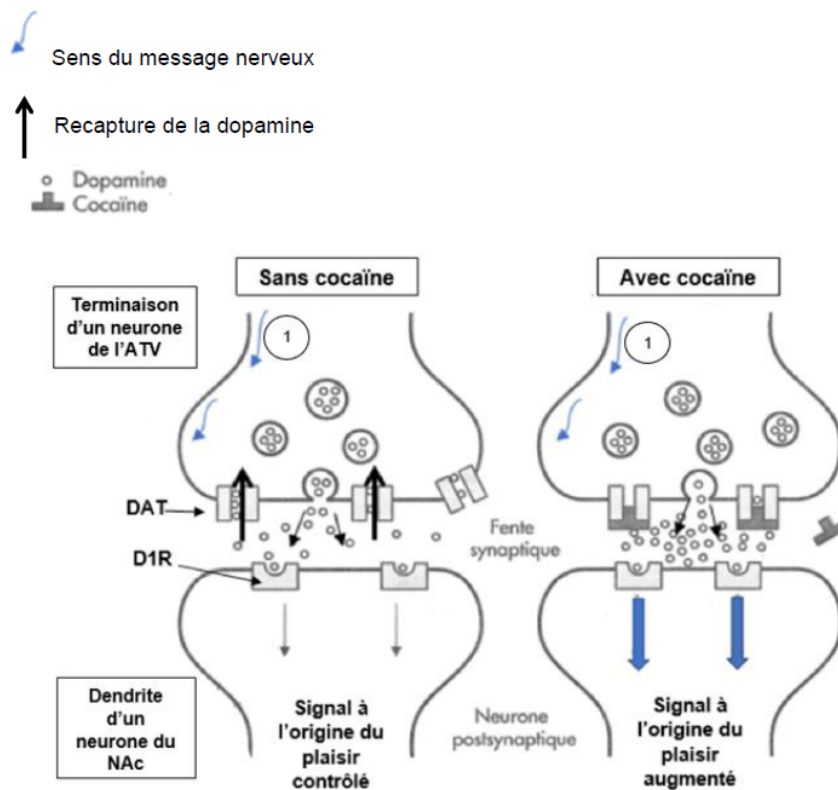 Sens du message nerveux
Recapture de la dopamine
Dopamine
Cocaïne
Sans cocaïne
Avec cocaïne
Terminaison
d'un neurone
de l'ATV
1
1
DAT
Fente
synaptique
D1R
Dendrite
d'un
neurone du
NAc
Signal à
l'origine du
plaisir
contrôlé
Neurone
postsynaptique
Signal à
l'origine du
plaisir
augmenté